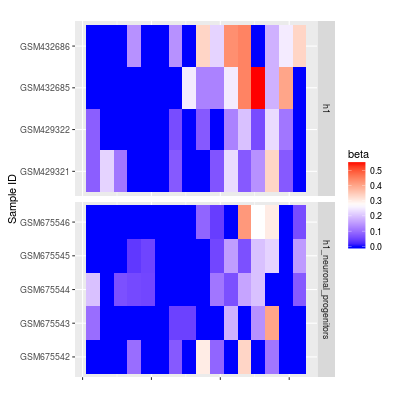 GSM432686
GSM432685
GSM429322
GSM429321
h1
GSM675546
GSM675545
GSM675544
GSM675543
GSM675542
h1_neuronal_progenitors
Sample ID
beta
0.5
0.4
0.3
0.2
0.1
0.0